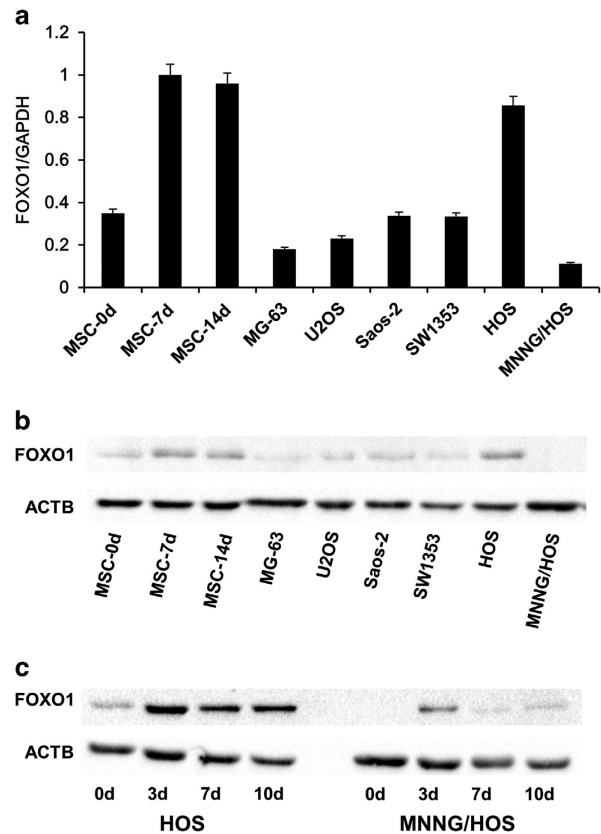 a
FOXO1/GAPDH
1.2
1
0.8
0.6
0.4
0.2
0
MSC-0d MSC-7d MSC-14d MG-63 U2OS Saos-2 SW1353 HOS MNNG/HOS
b
FOXO1
ACTB
MSC-0d MSC-7d MSC-14d MG-63 U2OS Saos-2 SW1353 HOS MNNG/HOS
c
FOXO1
ACTB
0d 3d 7d 10d 0d 3d 7d 10d
HOS MNNG/HOS